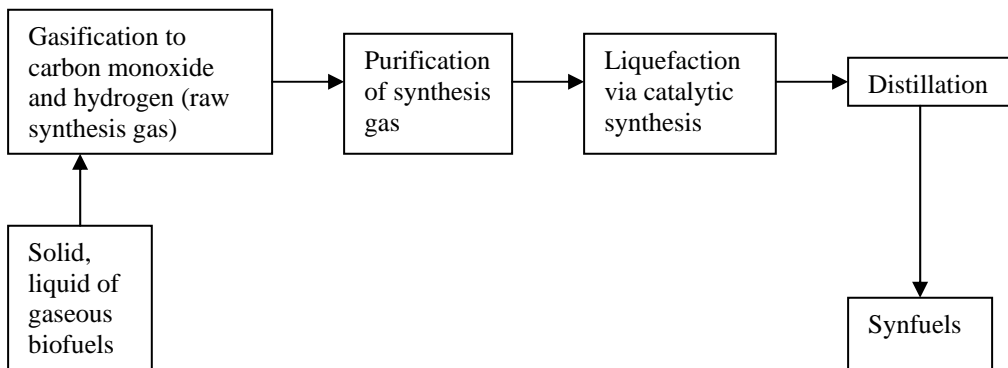 Gasification to
carbon monoxide
and hydrogen (raw
synthesis gas)
Purification
of synthesis
gas
Liquefaction
via catalytic
synthesis
Distillation
Solid,
liquid of
gaseous
biofuels
Synfuels